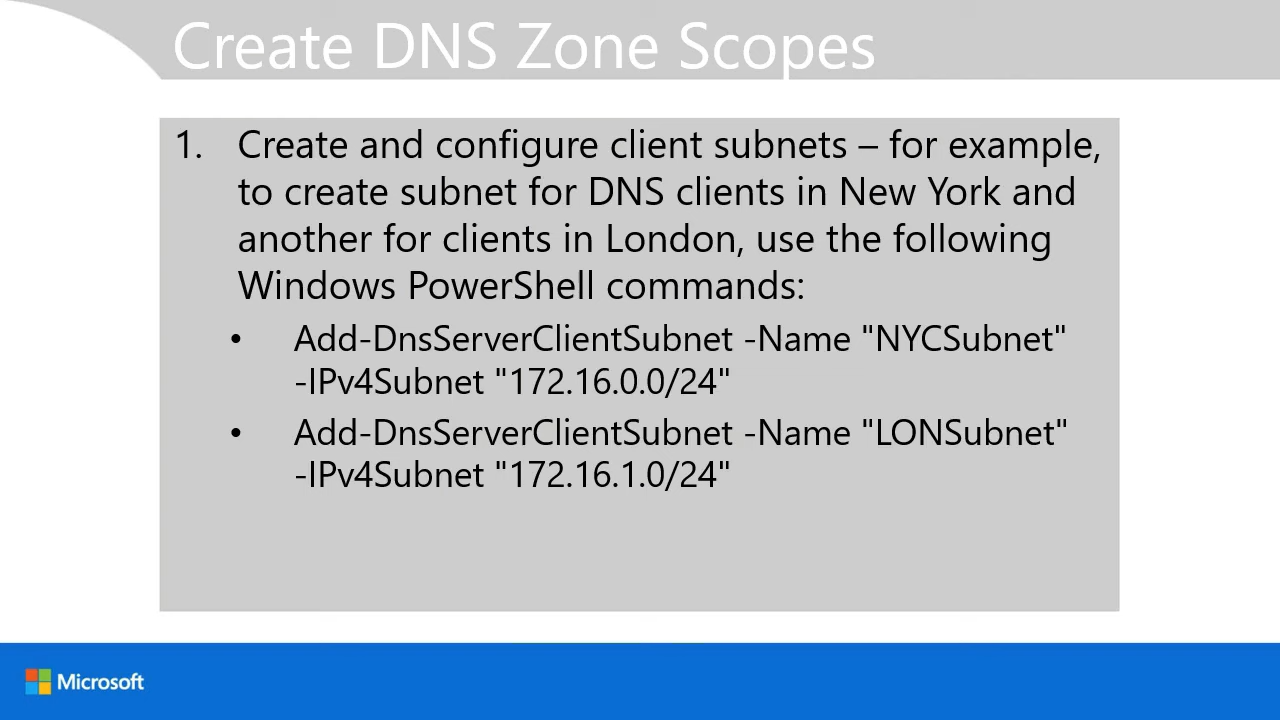 Create DNS Zone Scopes
1. Create and configure client subnets – for example,
to create subnet for DNS clients in New York and
another for clients in London, use the following
Windows PowerShell commands:
• Add-DnsServerClientSubnet -Name "NYCSubnet"
-IPv4Subnet "172.16.0.0/24"
• Add-DnsServerClientSubnet -Name "LONSubnet"
-IPv4Subnet "172.16.1.0/24"
Microsoft